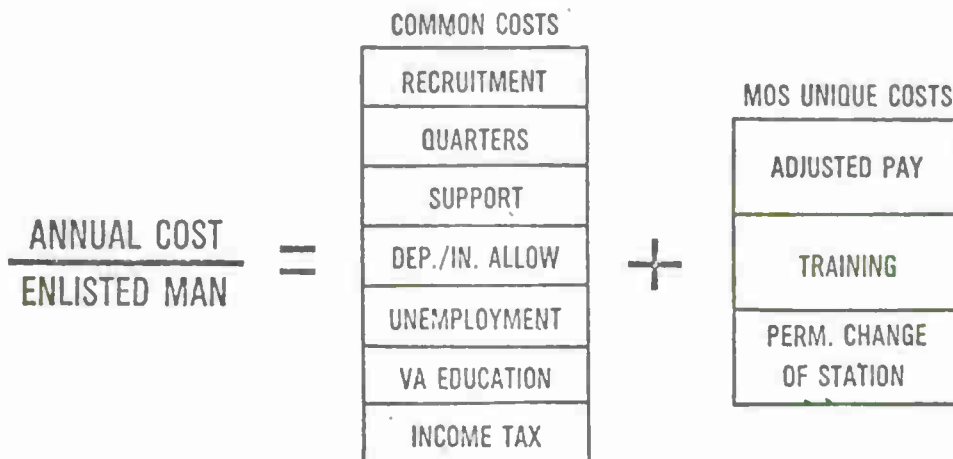 ANNUAL COST
ENLISTED MAN
=
COMMON COSTS
RECRUITMENT
QUARTERS
SUPPORT
DEP./IN. ALLOW
UNEMPLOYMENT
VA EDUCATION
INCOME TAX
+
MOS UNIQUE COSTS
ADJUSTED PAY
TRAINING
PERM. CHANGE
OF STATION